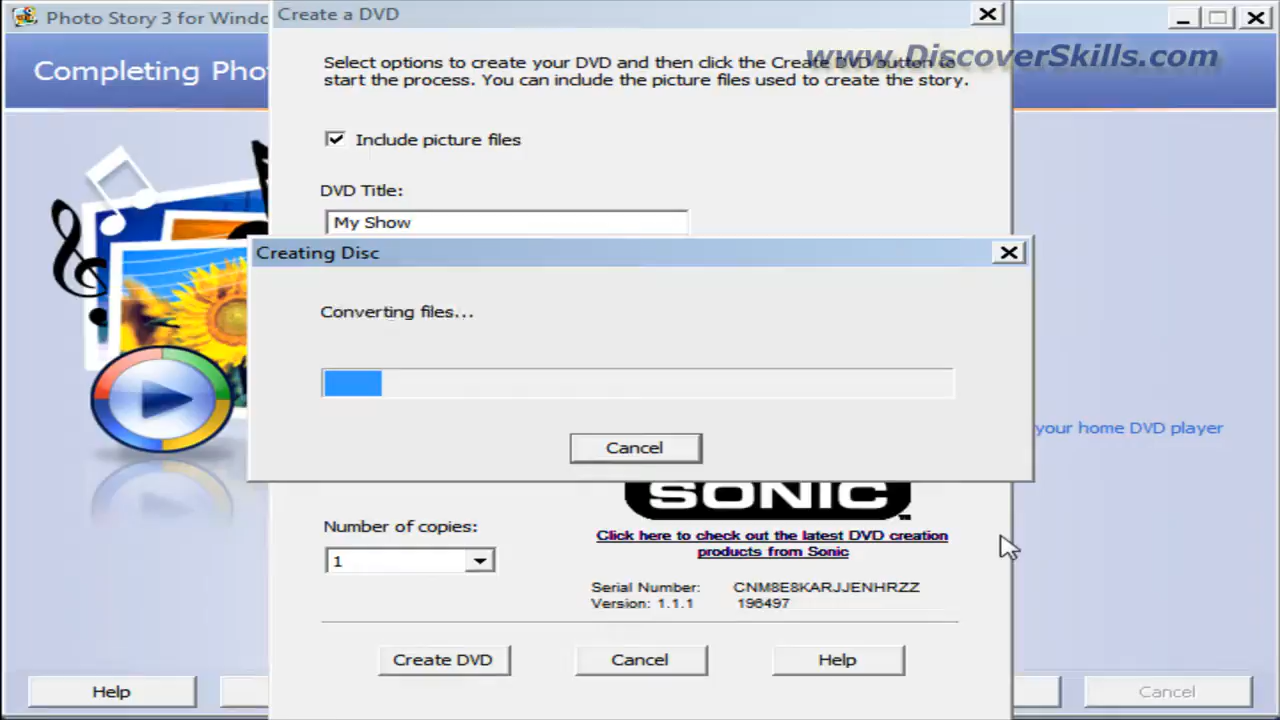 Photo Story 3 for Windo
Create a DVD
www.DiscoverSkills.com
Completing Phot
Select options to create your DVD and then click the Create DVD button to
start the process. You can include the picture files used to create the story.
Include picture files
DVD Title:
My Show
Creating Disc
Converting files...
Cancel
your home DVD player
SONIC
Number of copies:
1
Click here to check out the latest DVD creation
products from Sonic
Serial Number: CNM8E8KARJJENHRZZ
Version: 1.1.1 196497
Create DVD
Cancel
Help
Help
Cancel